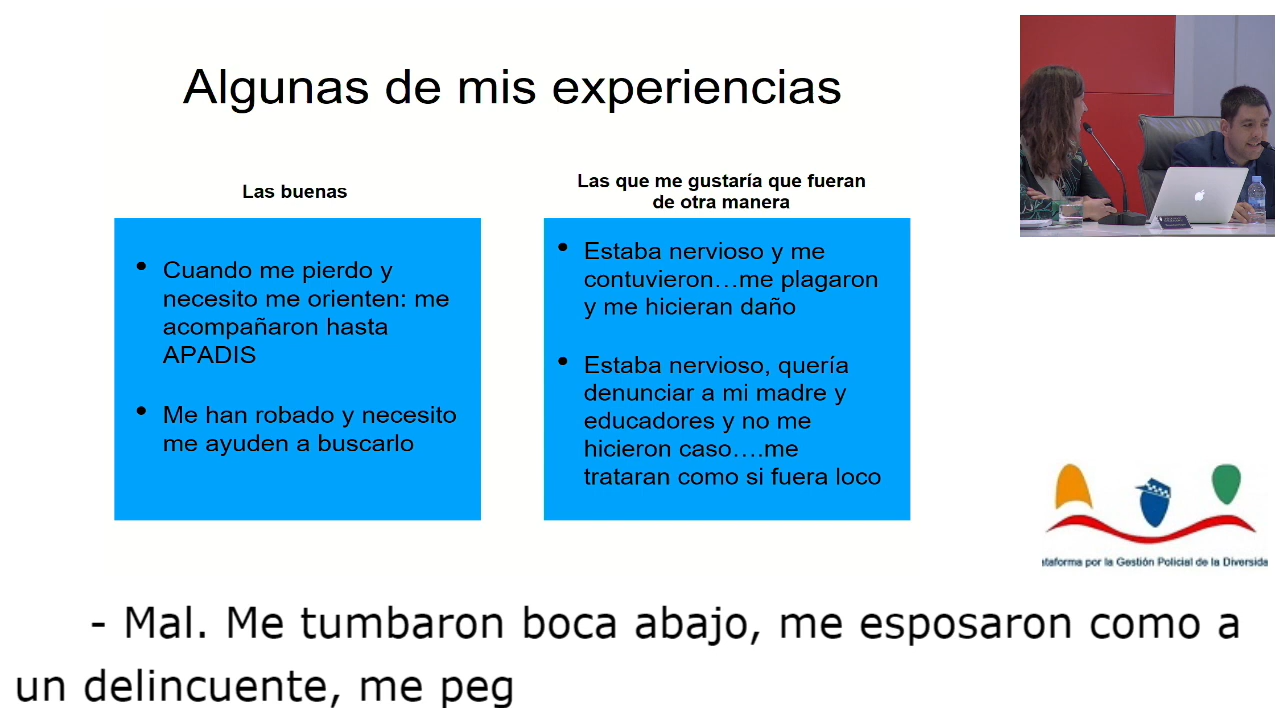 Algunas de mis experiencias
Las buenas
Cuando me pierdo y
necesito me orienten: me
acompañaron hasta
APADIS
Me han robado y necesito
me ayuden a buscarlo
Las que me gustaría que fueran
de otra manera
Estaba nervioso y me
contuvieron…me plagaron
y me hicieran daño
Estaba nervioso, quería
denunciar a mi madre y
educadores y no me
hicieron caso….me
trataran como si fuera loco
ataforma por la Gestión Policial de la Diversida
- Mal. Me tumbaron boca abajo, me esposaron como a
un delincuente, me peg